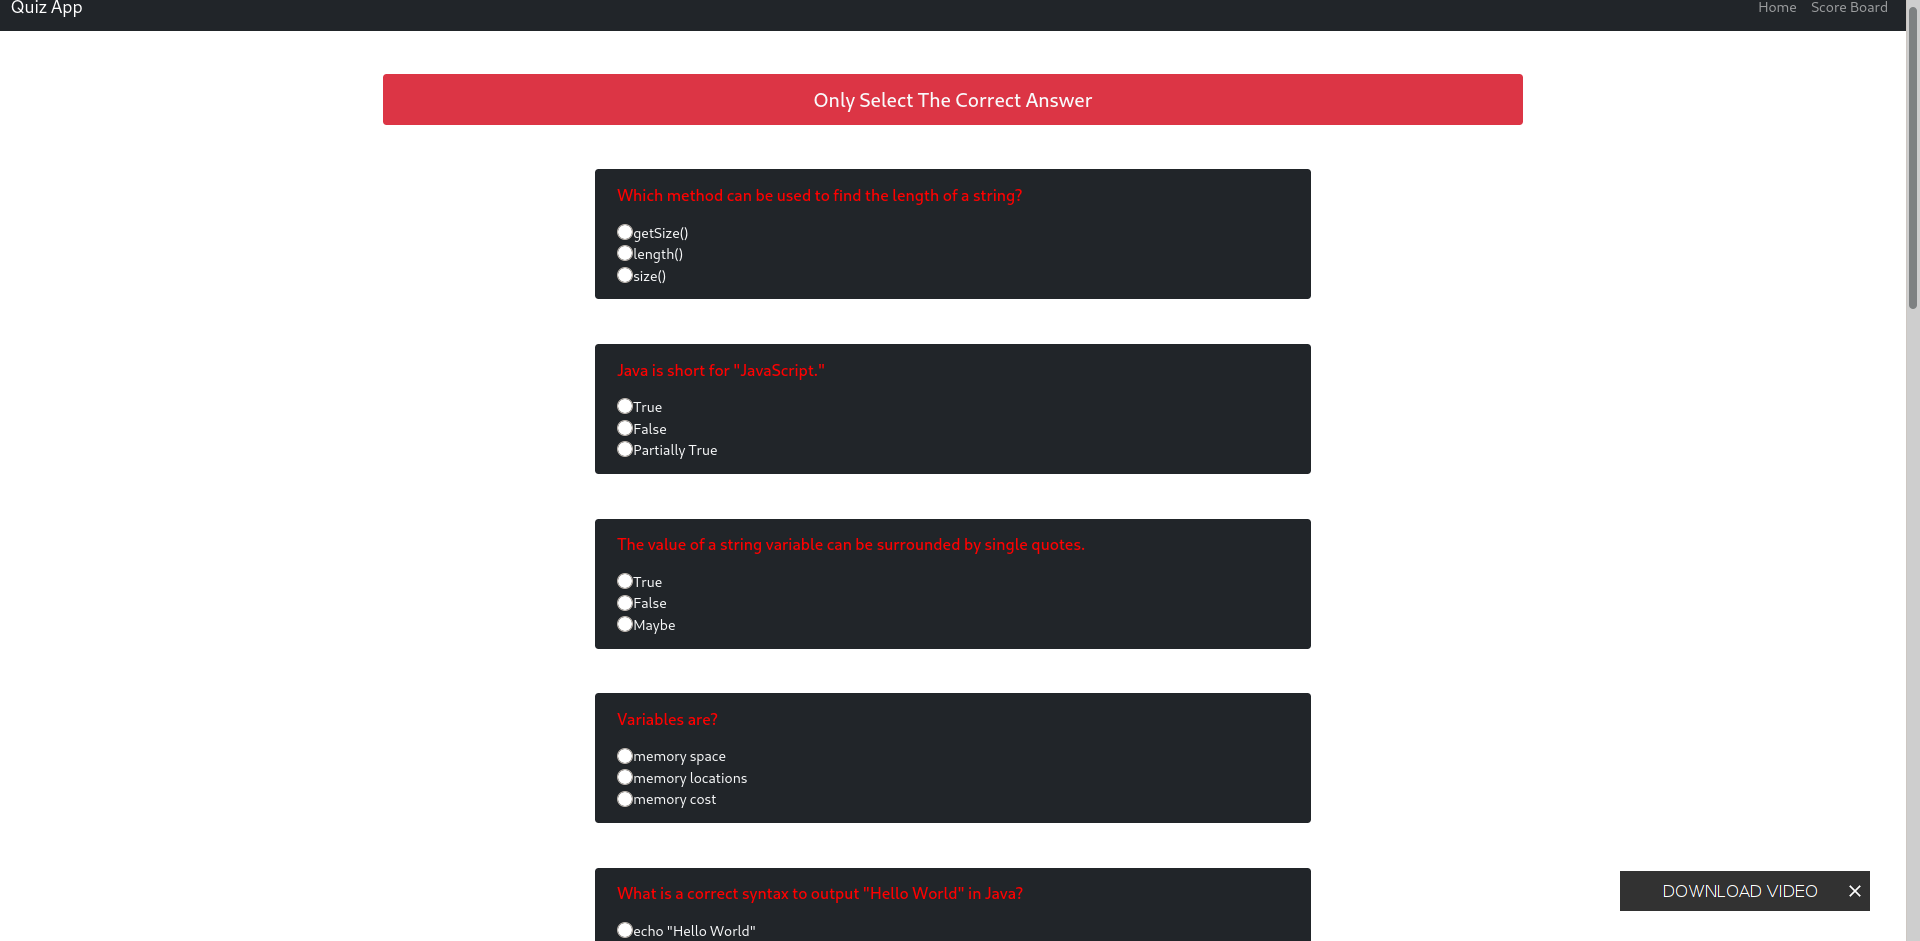 Quiz App
Home Score Board
Only Select The Correct Answer
Which method can be used to find the length of a string?
getSize()
length()
size()
Java is short for "JavaScript."
True
False
Partially True
The value of a string variable can be surrounded by single quotes.
True
False
Maybe
Variables are?
memory space
memory locations
memory cost
What is a correct syntax to output "Hello World" in Java?
echo "Hello World"
DOWNLOAD VIDEO ×